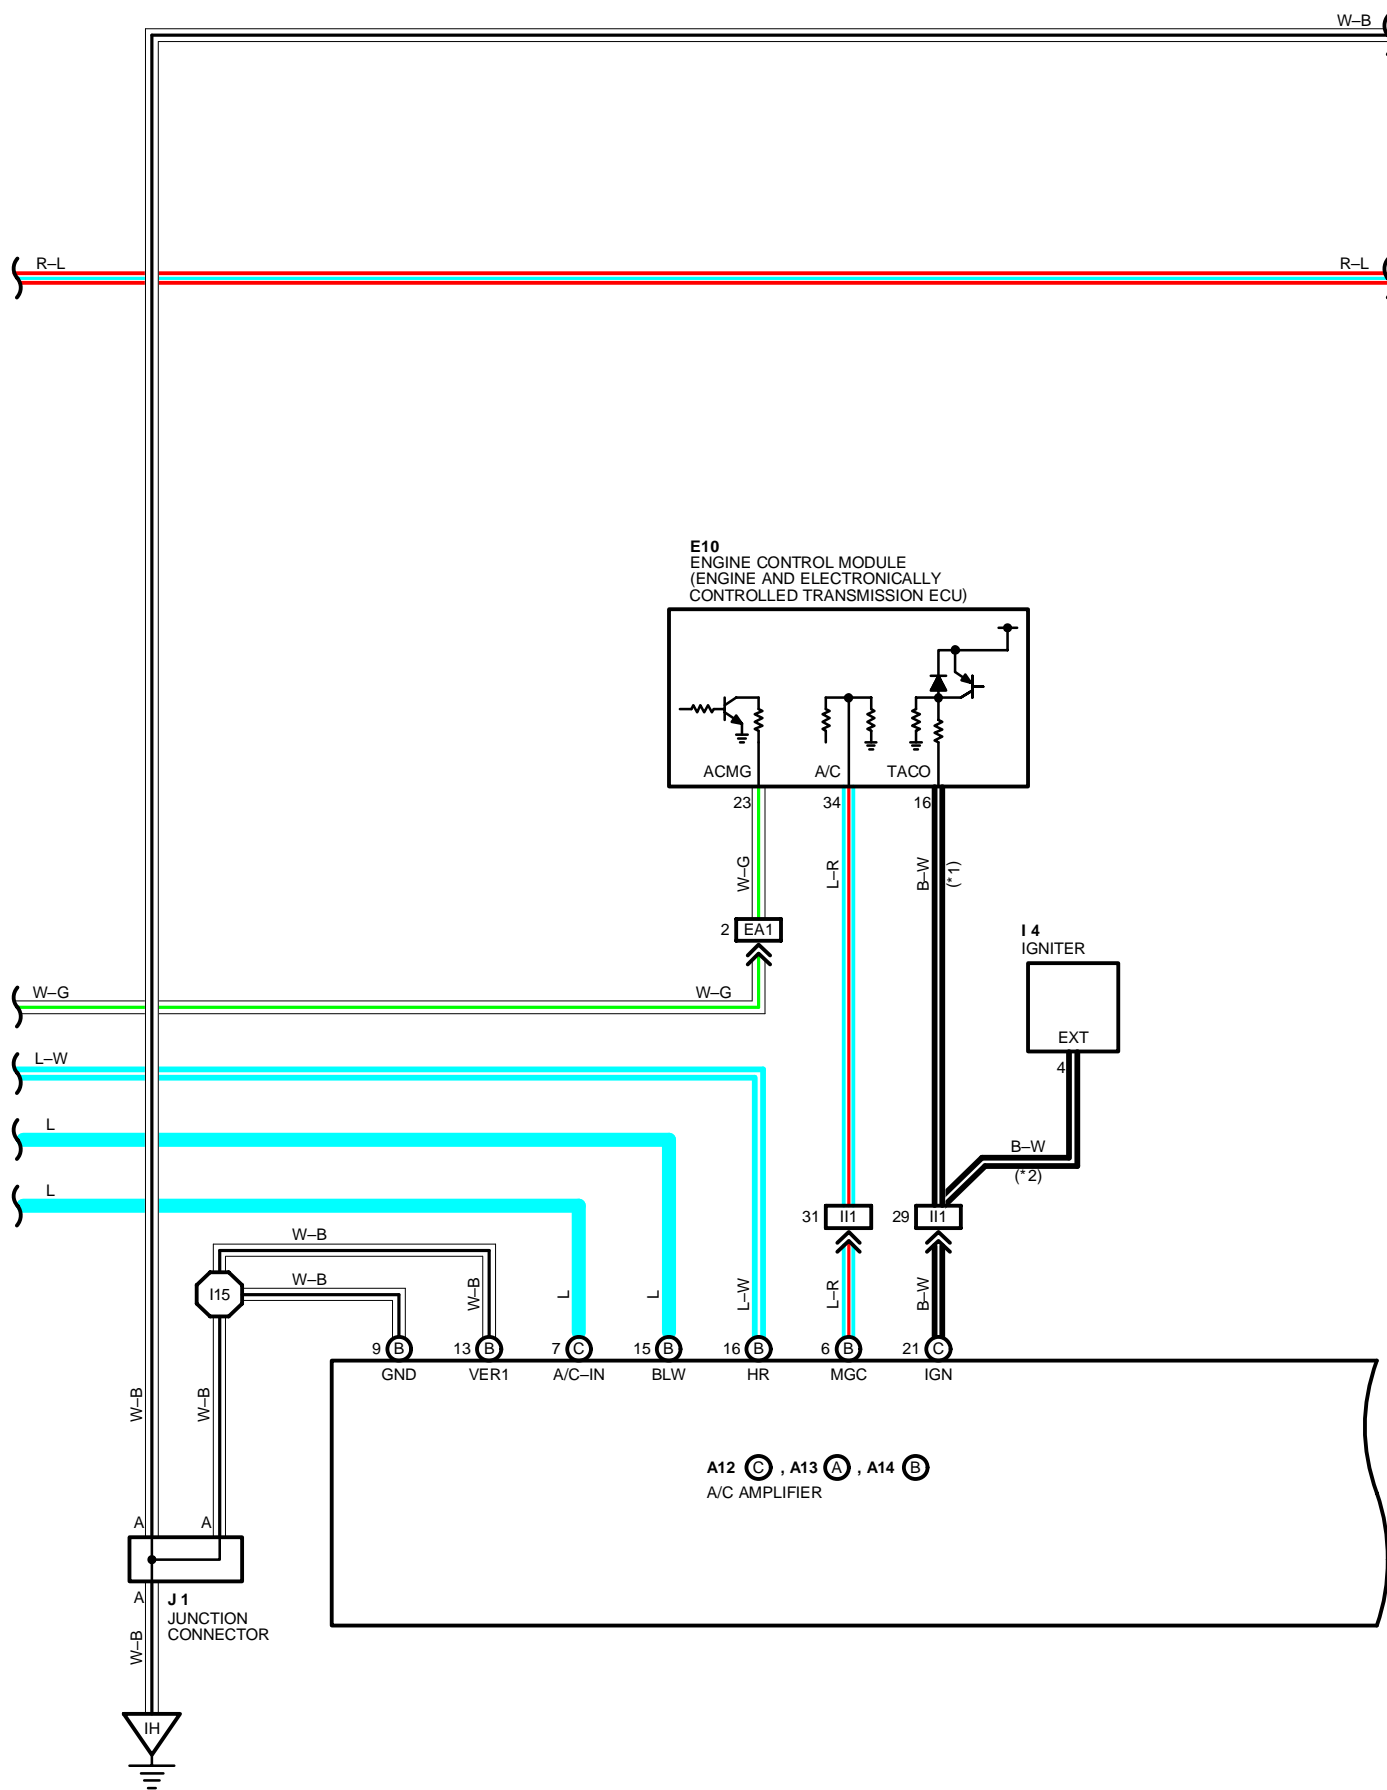 W–B
R–L
R–L
E10
ENGINE CONTROL MODULE
(ENGINE AND ELECTRONICALLY
CONTROLLED TRANSMISSION ECU)
ACMG
A/C
TACO
23
34
16
W–G
L–R
B–W
(*1)
2
EA1
I 4
IGNITER
W–G
W–G
EXT
L–W
4
L
B–W
(*2)
L
31
II1
29
II1
W–B
W–B
I15
W–B
L
L
L–W
L–R
B–W
9
B
13
B
7
C
15
B
16
B
6
B
21
C
GND
VER1
A/C–IN
BLW
HR
MGC
IGN
W–B
W–B
A12 C , A13 A , A14 B
A/C AMPLIFIER
A
A
A
J 1
JUNCTION
CONNECTOR
W–B
IH